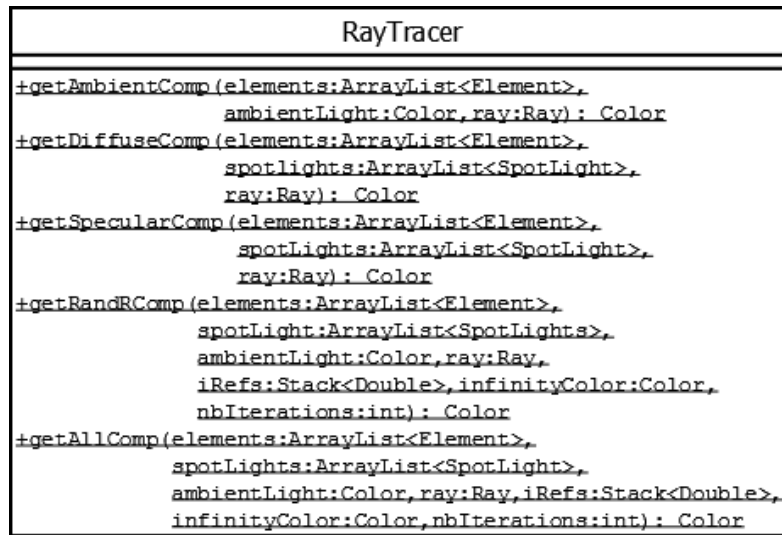 RayTracer
+getAmbientComp(elements:ArrayList<Element>,
ambientLight:Color,ray:Ray): Color
+getDiffuseComp(elements:ArrayList<Element>,
spotlights:ArrayList<SpotLight>,
ray:Ray): Color
+getSpecularComp(elements:ArrayList<Element>,
spotLights:ArrayList<SpotLight>,
ray:Ray): Color
+getRandRComp(elements:ArrayList<Element>,
spotLight:ArrayList<SpotLights>,
ambientLight:Color,ray:Ray,
iRefs:Stack<Double>,infinityColor:Color,
nbIterations:int): Color
+getAllComp(elements:ArrayList<Element>,
spotLights:ArrayList<SpotLight>,
ambientLight:Color,ray:Ray,iRefs:Stack<Double>,
infinityColor:Color,nbIterations:int): Color